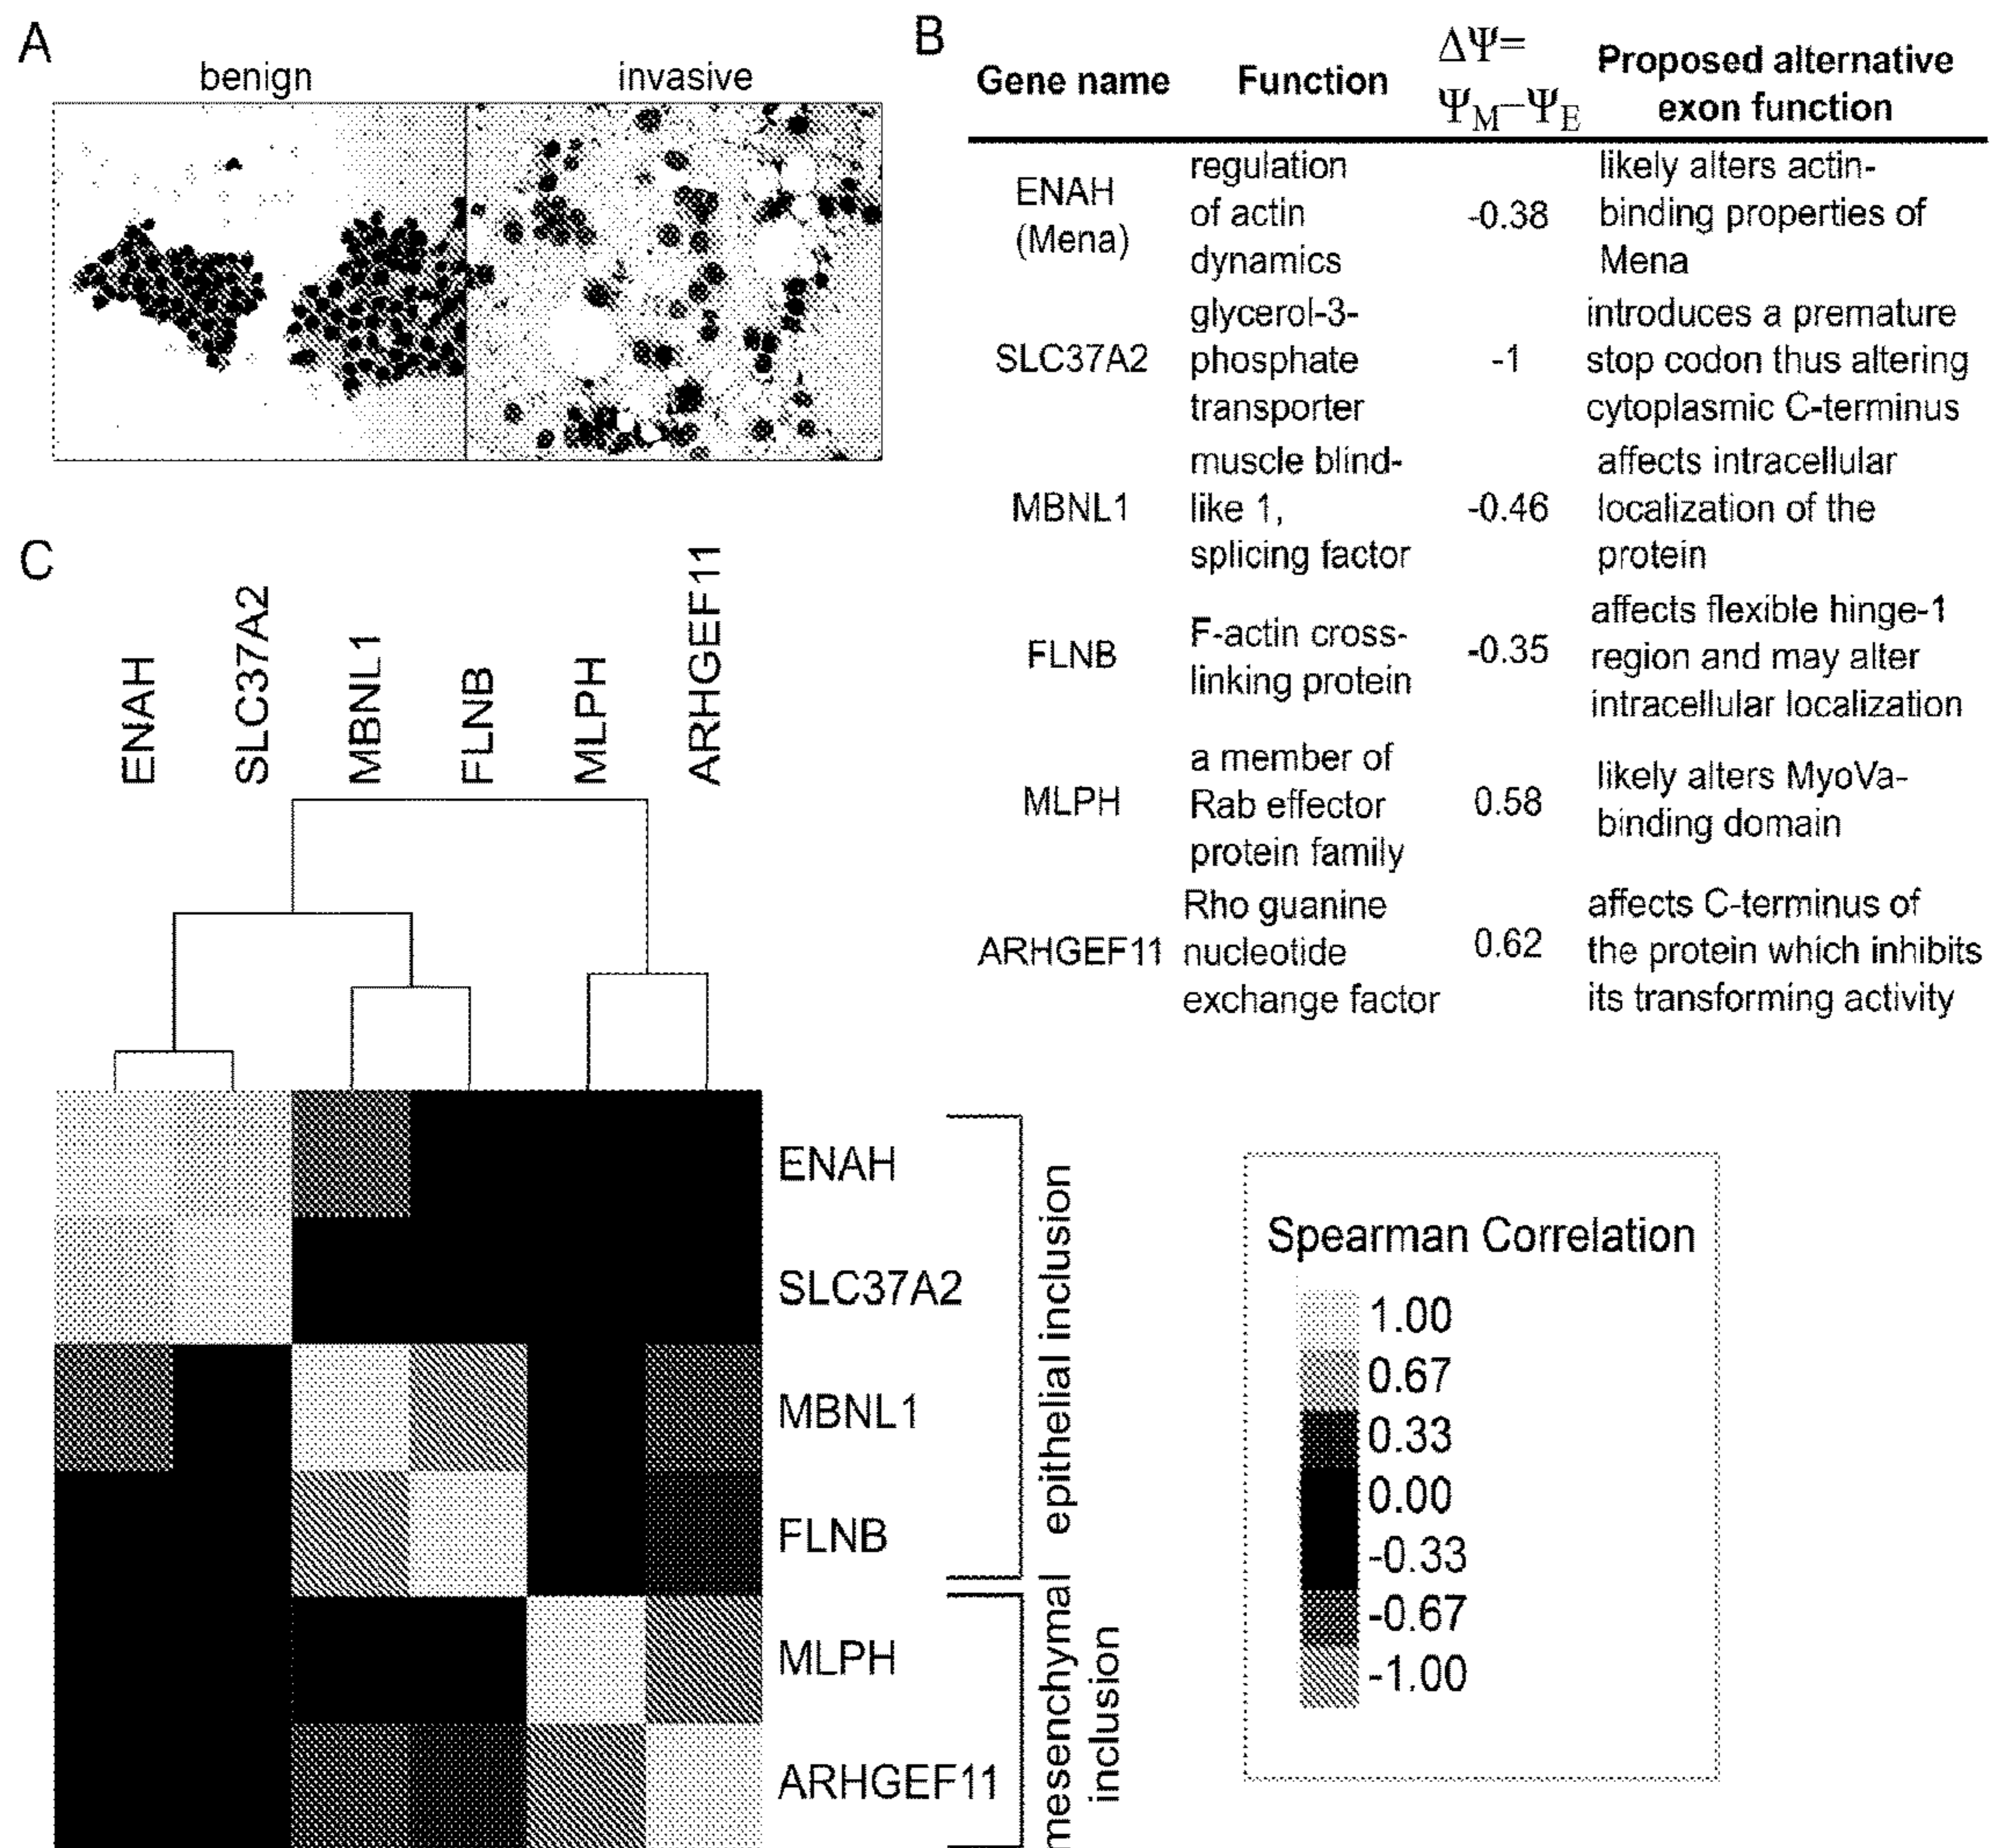 A
benign
invasive
B
Gene name
Function
ΔΨ=
Ψ_M–Ψ_E
Proposed alternative
exon function
ENAH
(Mena)
regulation
of actin
dynamics
-0.38
likely alters actin-
binding properties of
Mena
SLC37A2
glycerol-3-
phosphate
transporter
-1
introduces a premature
stop codon thus altering
cytoplasmic C-terminus
MBNL1
muscle blind-
like 1,
splicing factor
-0.46
affects intracellular
localization of the
protein
FLNB
F-actin cross-
linking protein
-0.35
affects flexible hinge-1
region and may alter
intracellular localization
MLPH
a member of
Rab effector
protein family
0.58
likely alters MyoVa-
binding domain
ARHGEF11
Rho guanine
nucleotide
exchange factor
0.62
affects C-terminus of
the protein which inhibits
its transforming activity
C
ENAH
SLC37A2
MBNL1
FLNB
MLPH
ARHGEF11
ENAH
SLC37A2
MBNL1
FLNB
MLPH
ARHGEF11
epithelial inclusion
mesenchymal
inclusion
Spearman Correlation
1.00
0.67
0.33
0.00
-0.33
-0.67
-1.00